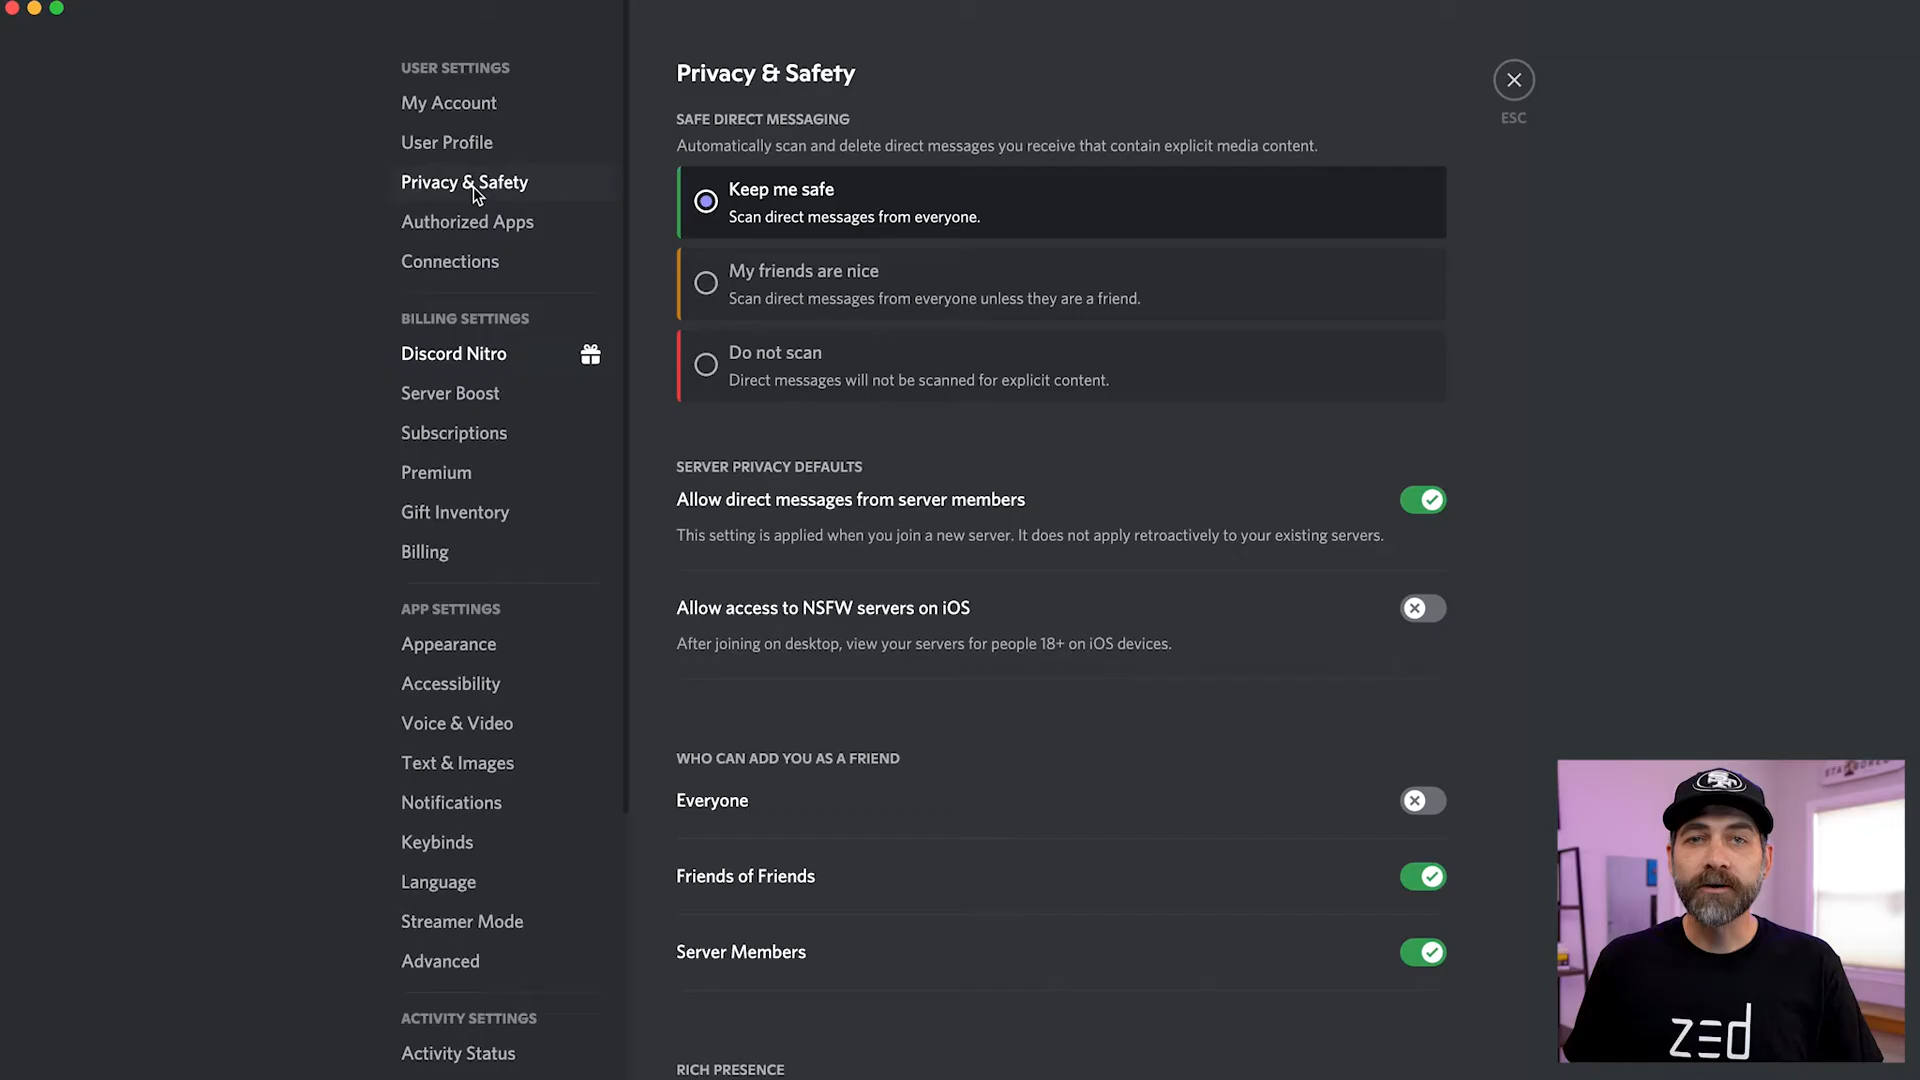 USER SETTINGS
My Account
User Profile
Privacy & Safety
Authorized Apps
Connections
BILLING SETTINGS
Discord Nitro
Server Boost
Subscriptions
Premium
Gift Inventory
Billing
APP SETTINGS
Appearance
Accessibility
Voice & Video
Text & Images
Notifications
Keybinds
Language
Streamer Mode
Advanced
ACTIVITY SETTINGS
Activity Status
Privacy & Safety
ESC
SAFE DIRECT MESSAGING
Automatically scan and delete direct messages you receive that contain explicit media content.
Keep me safe
Scan direct messages from everyone.
My friends are nice
Scan direct messages from everyone unless they are a friend.
Do not scan
Direct messages will not be scanned for explicit content.
SERVER PRIVACY DEFAULTS
Allow direct messages from server members
This setting is applied when you join a new server. It does not apply retroactively to your existing servers.
Allow access to NSFW servers on iOS
After joining on desktop, view your servers for people 18+ on iOS devices.
WHO CAN ADD YOU AS A FRIEND
Everyone
Friends of Friends
Server Members
RICH PRESENCE
SF
zed